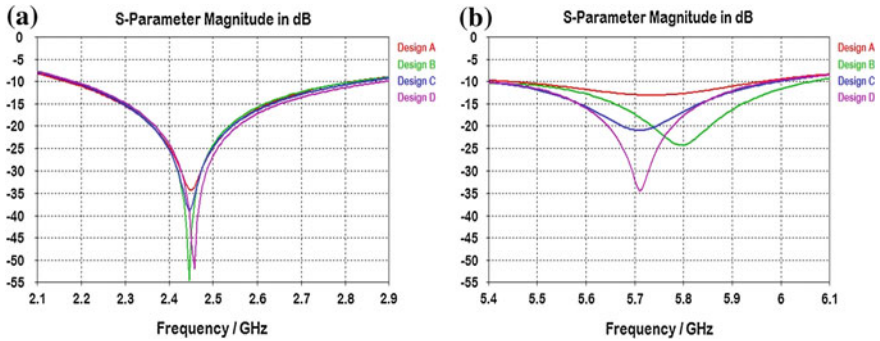 (a)
S-Parameter Magnitude in dB
0
-5
-10
-15
-20
-25
-30
-35
-40
-45
-50
-55
2.1 2.2 2.3 2.4 2.5 2.6 2.7 2.8 2.9
Frequency / GHz
Design A
Design B
Design C
Design D
(b)
S-Parameter Magnitude in dB
0
-5
-10
-15
-20
-25
-30
-35
-40
-45
-50
-55
5.4 5.5 5.6 5.7 5.8 5.9 6 6.1
Frequency / GHz
Design A
Design B
Design C
Design D